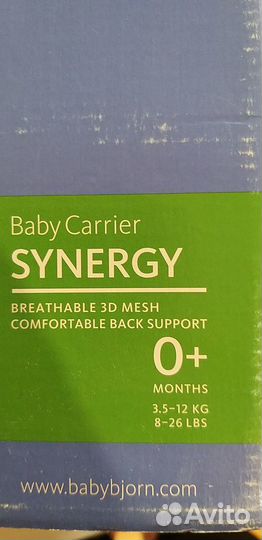 Baby Carrier
SYNERGY
BREATHABLE 3D MESH
COMFORTABLE BACK SUPPORT
0+
MONTHS
3.5–12 KG
8–26 LBS
www.babybjorn.com
Avito